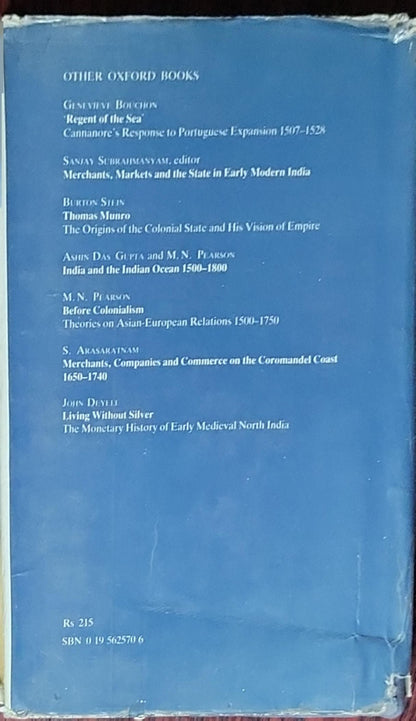 OTHER OXFORD BOOKS
GENEVIEVE BOUCHON
'Regent of the Sea'
Cannanore's Response to Portuguese Expansion 1507–1528
SANJAY SUBRAHMANYAM, editor
Merchants, Markets and the State in Early Modern India
BURTON STEIN
Thomas Munro
The Origins of the Colonial State and His Vision of Empire
ASHIN DAS GUPTA and M. N. PEARSON
India and the Indian Ocean 1500–1800
M. N. PEARSON
Before Colonialism
Theories on Asian-European Relations 1500–1750
S. ARASARATNAM
Merchants, Companies and Commerce on the Coromandel Coast
1650–1740
JOHN DEYELL
Living Without Silver
The Monetary History of Early Medieval North India
Rs 215
SBN 0 19 562570 6